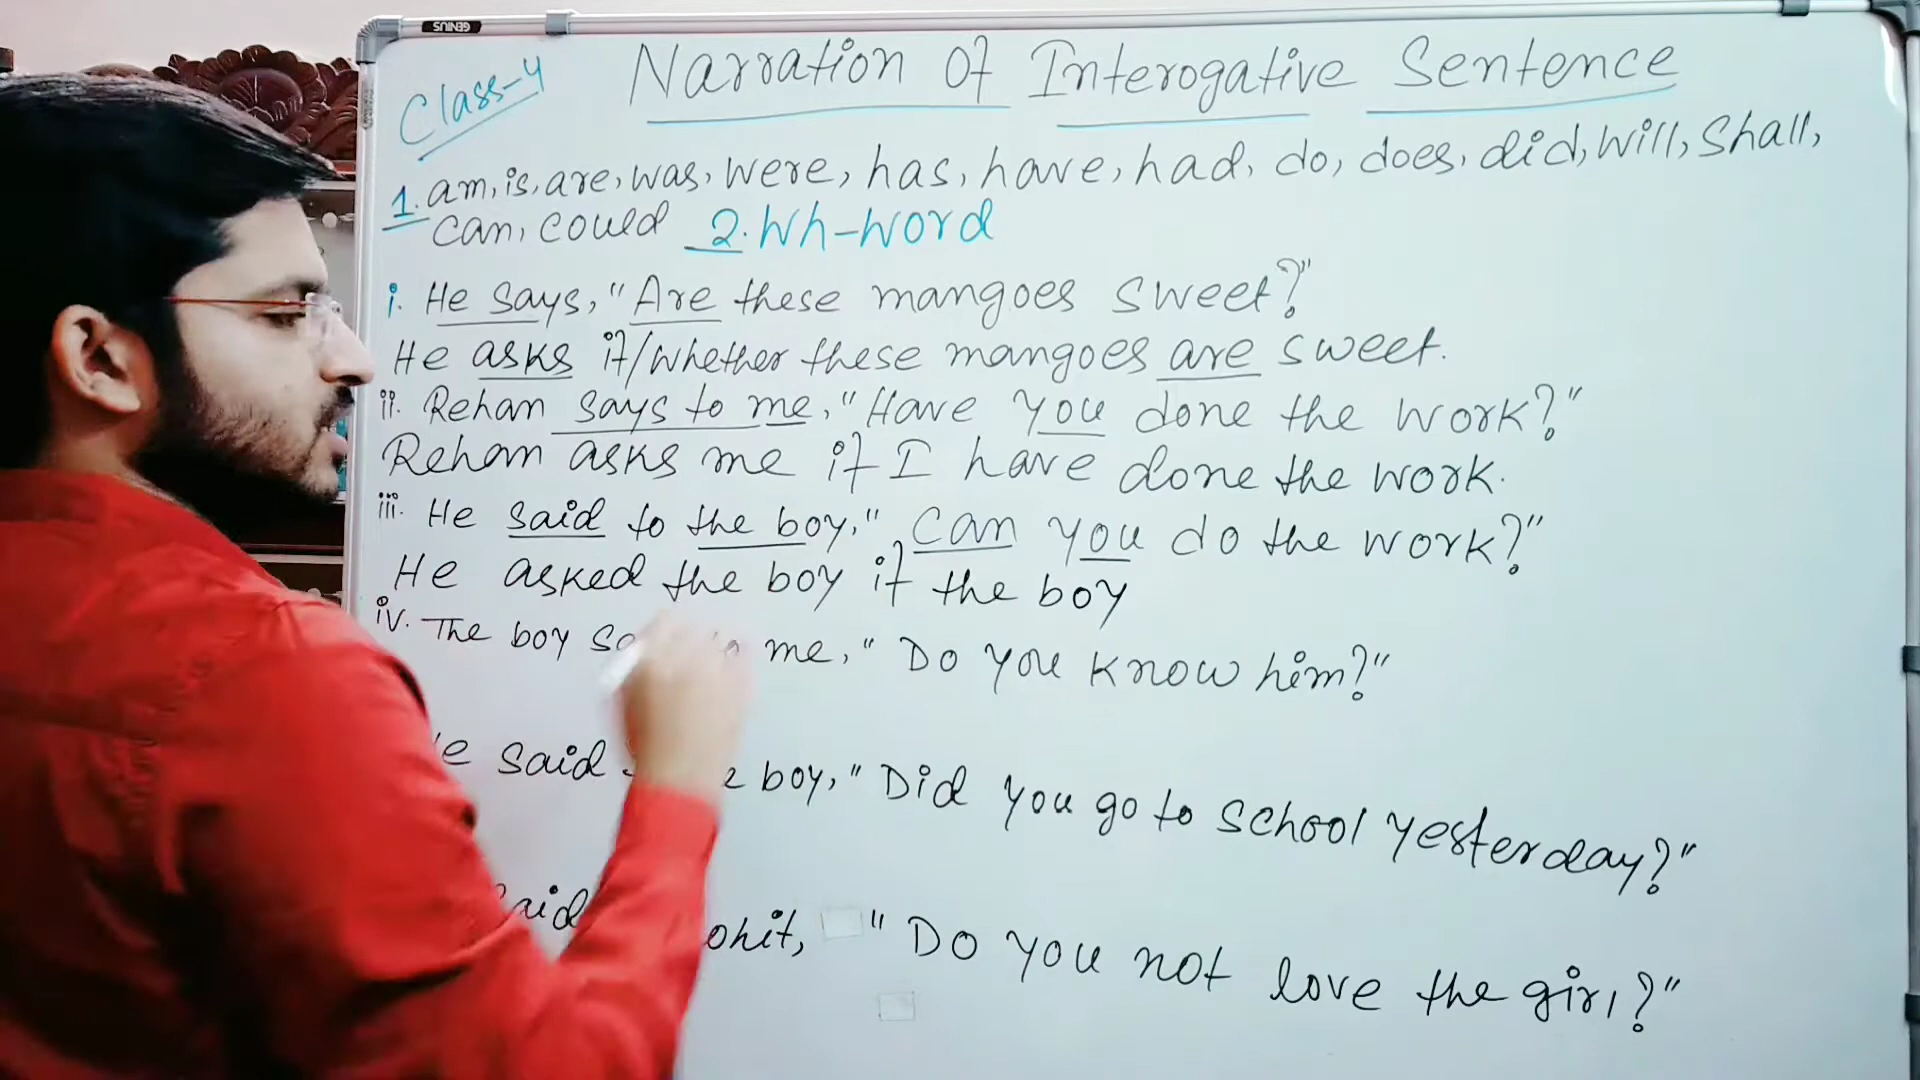 GENIUS
Class-4
Narration Of Interogative Sentence
1. am, is, are, was, were, has, have, had, do, does, did, will, shall,
can, could 2. Wh-word
i. He says, "Are these mangoes sweet?"
He asks if/whether these mangoes are sweet.
ii. Rehan says to me, "Have you done the work?"
Rehan asks me if I have done the work.
iii. He said to the boy, "Can you do the work?"
He asked the boy if the boy
iv. The boy me, "Do you know him?"
said boy, "Did you go to school yesterday?"
"Do you not love the girl?"